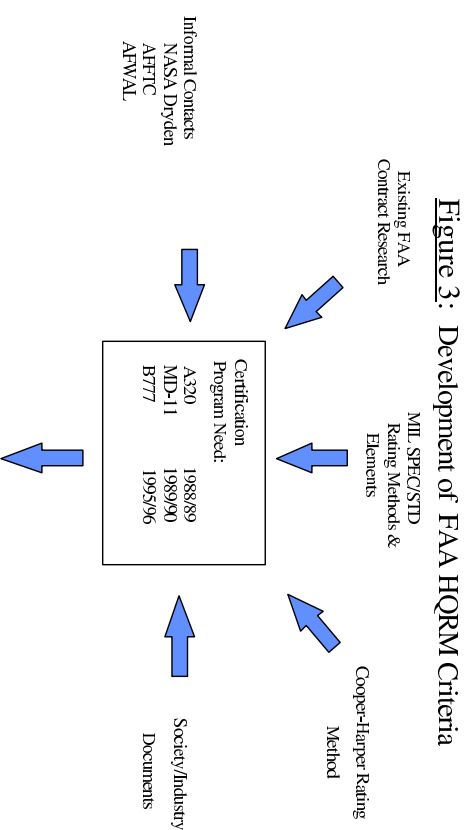 Figure 3:  Development of FAA HQRM Criteria
Existing FAA
Contract Research
MIL SPEC/STD
Rating Methods &
Elements
Cooper-Harper Rating
Method
Informal Contacts
NASA Dryden
AFFTC
AFWAL
Certification
Program Need:
A320 1988/89
MD-11 1989/90
B777 1995/96
Society/Industry
Documents